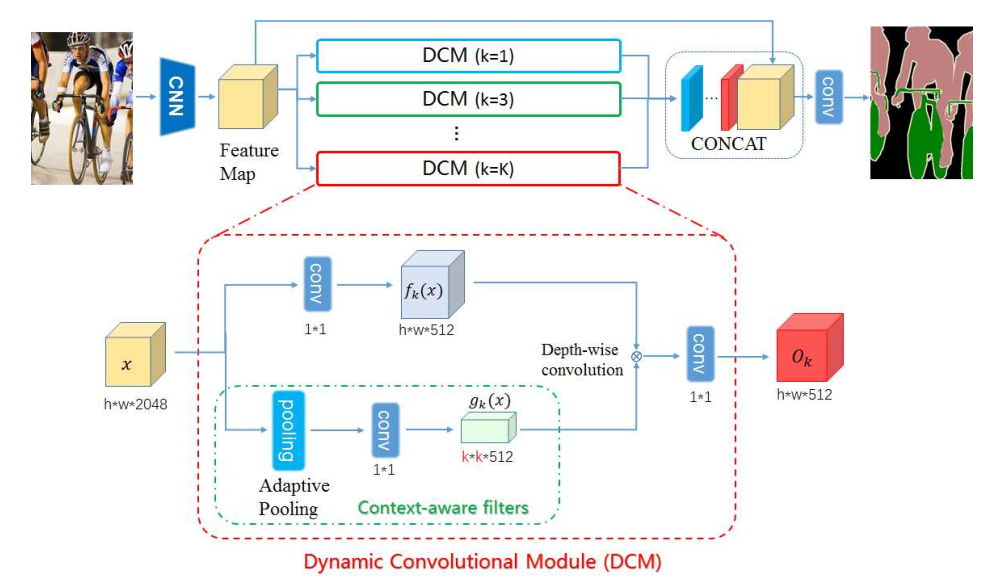 DCM (k=1)
CNN
DCM (k=3)
...
conv
Feature
Map
⋮
CONCAT
DCM (k=K)
conv
f_k(x)
1*1
h*w*512
x
h*w*2048
Depth-wise
convolution
⊗
conv
1*1
O_k
h*w*512
pooling
conv
g_k(x)
1*1
k*k*512
Adaptive
Pooling
Context-aware filters
Dynamic Convolutional Module (DCM)